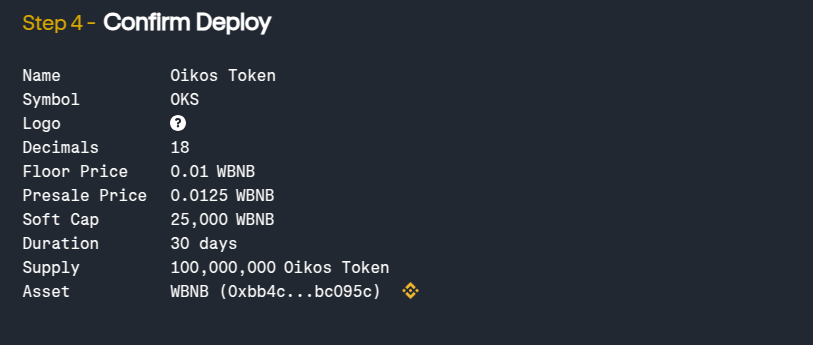 Step 4 - Confirm Deploy
Name Oikos Token
Symbol OKS
Logo ?
Decimals 18
Floor Price 0.01 WBNB
Presale Price 0.0125 WBNB
Soft Cap 25,000 WBNB
Duration 30 days
Supply 100,000,000 Oikos Token
Asset WBNB (0xbb4c...bc095c)